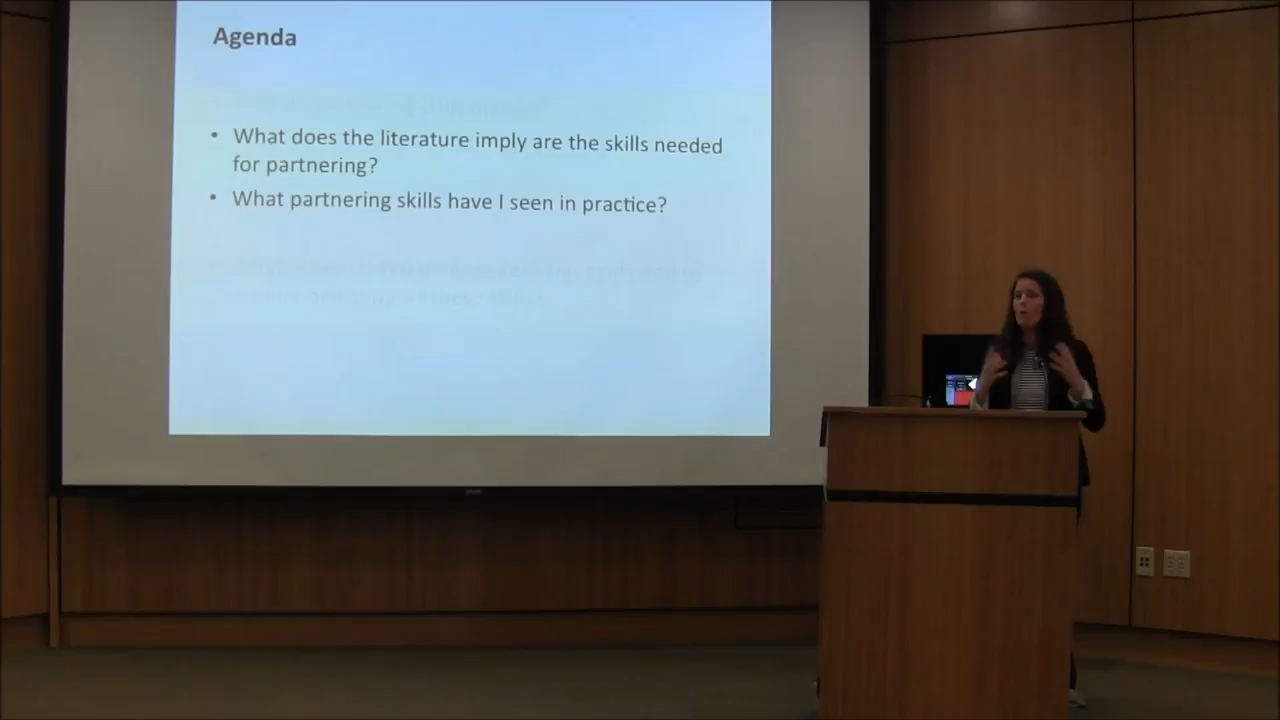 Agenda
• What does the literature imply are the skills needed
for partnering?
• What partnering skills have I seen in practice?